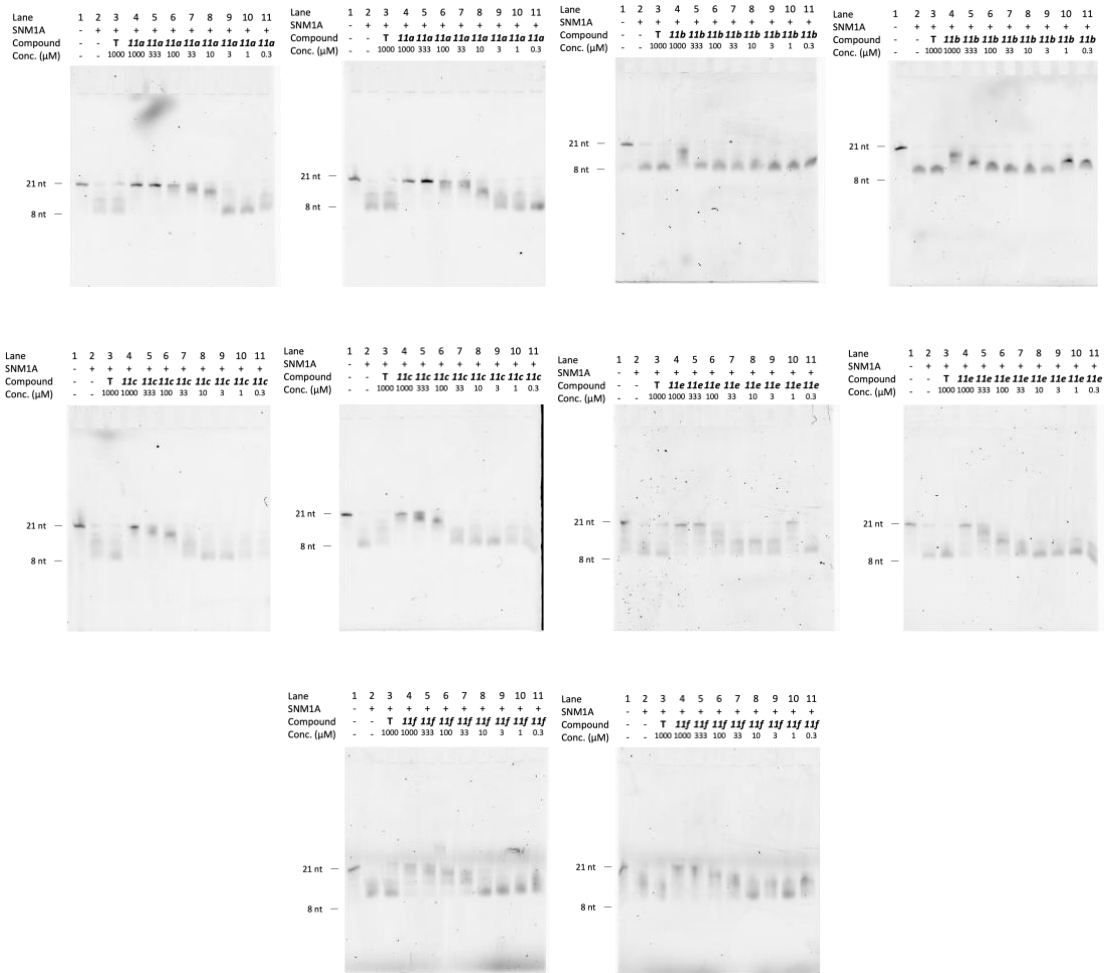 Lane 1 2 3 4 5 6 7 8 9 10 11
SNM1A - + + + + + + + + + +
Compound - - T 11a 11a 11a 11a 11a 11a 11a 11a
Conc. (μM) - - 1000 1000 333 100 33 10 3 1 0.3
21 nt
8 nt
Lane 1 2 3 4 5 6 7 8 9 10 11
SNM1A - + + + + + + + + + +
Compound - - T 11a 11a 11a 11a 11a 11a 11a 11a
Conc. (μM) - - 1000 1000 333 100 33 10 3 1 0.3
21 nt
8 nt
Lane 1 2 3 4 5 6 7 8 9 10 11
SNM1A - + + + + + + + + + +
Compound - - T 11b 11b 11b 11b 11b 11b 11b 11b
Conc. (μM) - - 1000 1000 333 100 33 10 3 1 0.3
21 nt
8 nt
Lane 1 2 3 4 5 6 7 8 9 10 11
SNM1A - + + + + + + + + + +
Compound - - T 11b 11b 11b 11b 11b 11b 11b 11b
Conc. (μM) - - 1000 1000 333 100 33 10 3 1 0.3
21 nt
8 nt
Lane 1 2 3 4 5 6 7 8 9 10 11
SNM1A - + + + + + + + + + +
Compound - - T 11c 11c 11c 11c 11c 11c 11c 11c
Conc. (μM) - - 1000 1000 333 100 33 10 3 1 0.3
21 nt
8 nt
Lane 1 2 3 4 5 6 7 8 9 10 11
SNM1A - + + + + + + + + + +
Compound - - T 11c 11c 11c 11c 11c 11c 11c 11c
Conc. (μM) - - 1000 1000 333 100 33 10 3 1 0.3
21 nt
8 nt
Lane 1 2 3 4 5 6 7 8 9 10 11
SNM1A - + + + + + + + + + +
Compound - - T 11e 11e 11e 11e 11e 11e 11e 11e
Conc. (μM) - - 1000 1000 333 100 33 10 3 1 0.3
21 nt
8 nt
Lane 1 2 3 4 5 6 7 8 9 10 11
SNM1A - + + + + + + + + + +
Compound - - T 11e 11e 11e 11e 11e 11e 11e 11e
Conc. (μM) - - 1000 1000 333 100 33 10 3 1 0.3
21 nt
8 nt
Lane 1 2 3 4 5 6 7 8 9 10 11
SNM1A - + + + + + + + + + +
Compound - - T 11f 11f 11f 11f 11f 11f 11f 11f
Conc. (μM) - - 1000 1000 333 100 33 10 3 1 0.3
21 nt
8 nt
Lane 1 2 3 4 5 6 7 8 9 10 11
SNM1A - + + + + + + + + + +
Compound - - T 11f 11f 11f 11f 11f 11f 11f 11f
Conc. (μM) - - 1000 1000 333 100 33 10 3 1 0.3
21 nt
8 nt